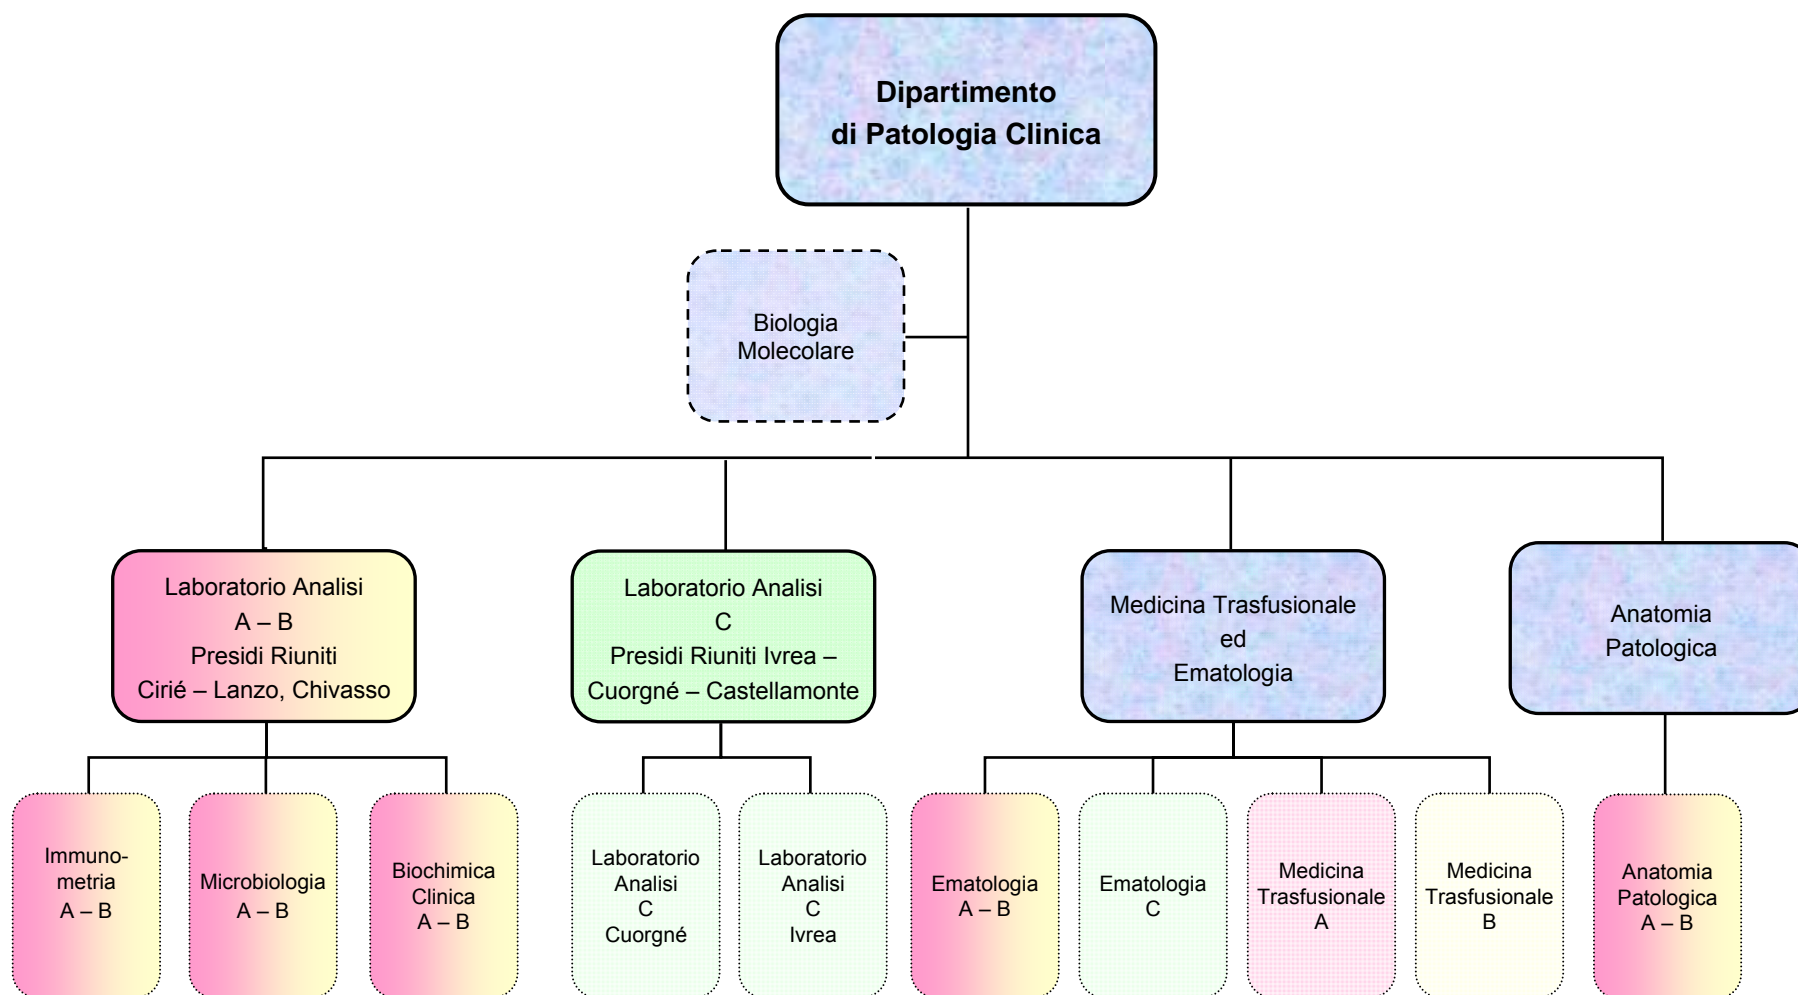 Dipartimento
di Patologia Clinica
Biologia
Molecolare
Laboratorio Analisi
A – B
Presidi Riuniti
Cirié – Lanzo, Chivasso
Laboratorio Analisi
C
Presidi Riuniti Ivrea –
Cuorgné – Castellamonte
Medicina Trasfusionale
ed
Ematologia
Anatomia
Patologica
Immuno-
metria
A – B
Microbiologia
A – B
Biochimica
Clinica
A – B
Laboratorio
Analisi
C
Cuorgné
Laboratorio
Analisi
C
Ivrea
Ematologia
A – B
Ematologia
C
Medicina
Trasfusionale
A
Medicina
Trasfusionale
B
Anatomia
Patologica
A – B